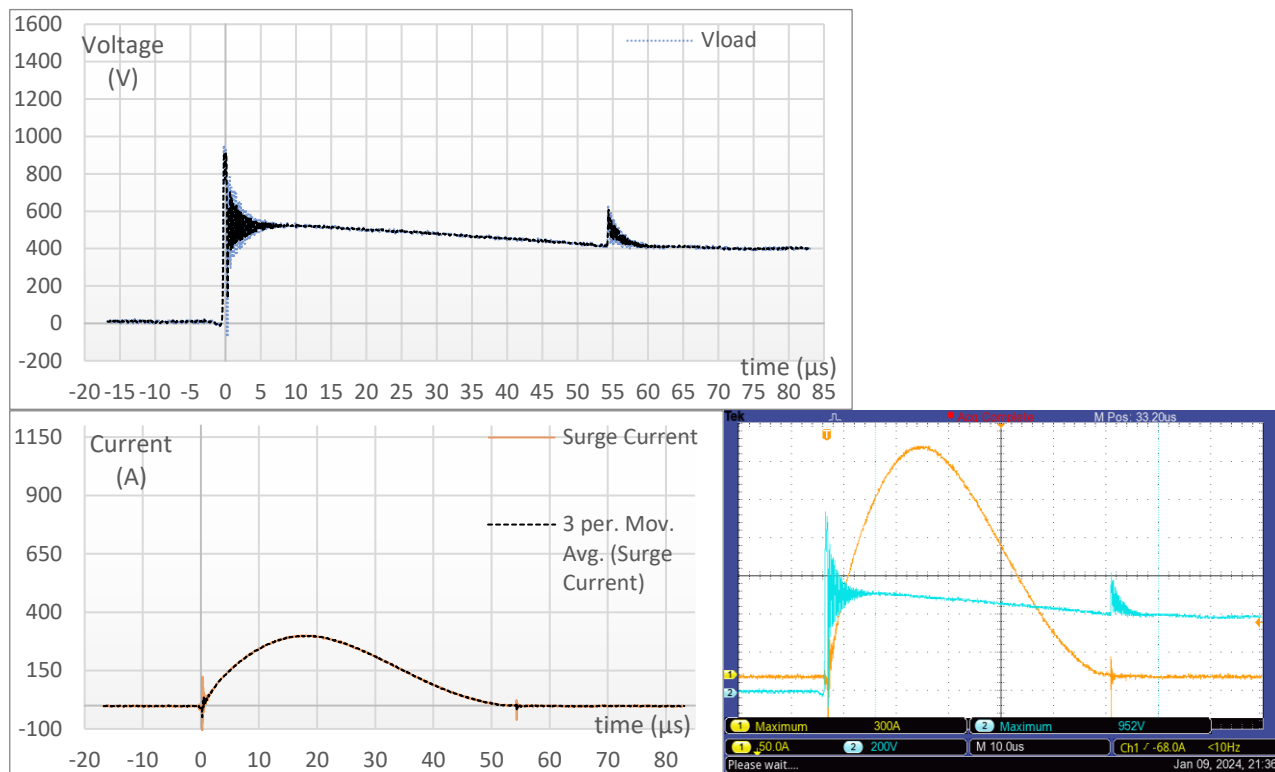 1600
1400
1200
1000
800
600
400
200
0
-200
Voltage
(V)
Vload
time (μs)
-20 -15 -10 -5 0 5 10 15 20 25 30 35 40 45 50 55 60 65 70 75 80 85
1150
900
650
400
150
-100
Current
(A)
Surge Current
3 per. Mov.
Avg. (Surge
Current)
time (μs)
-20 -10 0 10 20 30 40 50 60 70 80
Tek
M Pos: 33.20us
T
1
2
1 Maximum 300A 2 Maximum 952V
1 50.0A 2 200V M 10.0us Ch1 -68.0A <10Hz
Please wait.... Jan 09, 2024, 21:36